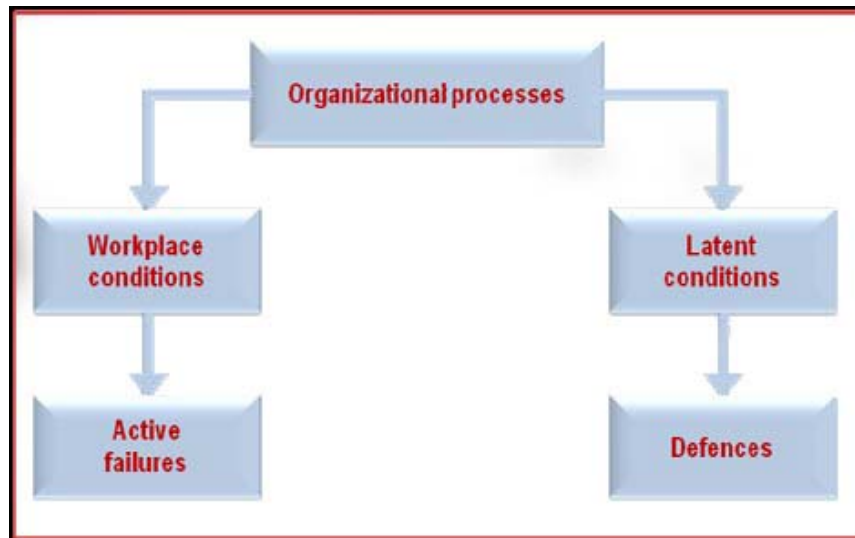 Organizational processes
Workplace
conditions
Latent
conditions
Active
failures
Defences